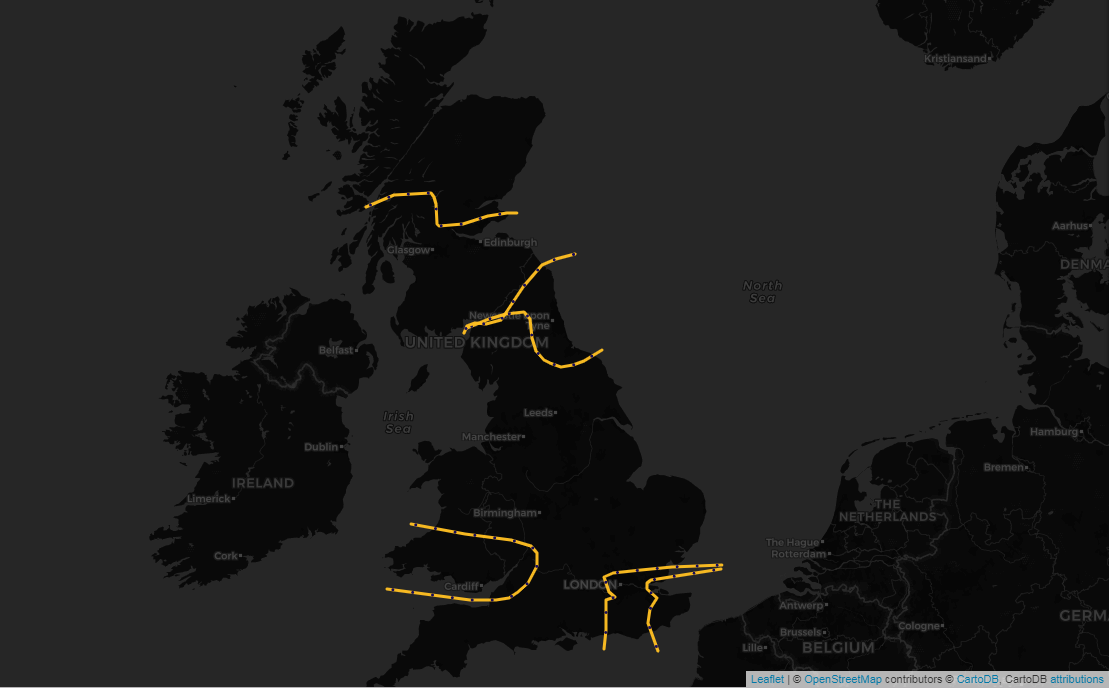 Kristiansand
Aarhus
DENMA
Edinburgh
Glasgow
North
Sea
Newcastle upon
Tyne
UNITED KINGDOM
Belfast
Irish
Sea
Leeds
Manchester
Dublin
Hamburg
Bremen
IRELAND
Limerick
Birmingham
THE
NETHERLANDS
The Hague
Rotterdam
Cork
Cardiff
LONDON
Antwerp
GERM
Cologne
Brussels
Lille
BELGIUM
Leaflet | © OpenStreetMap contributors © CartoDB, CartoDB attributions